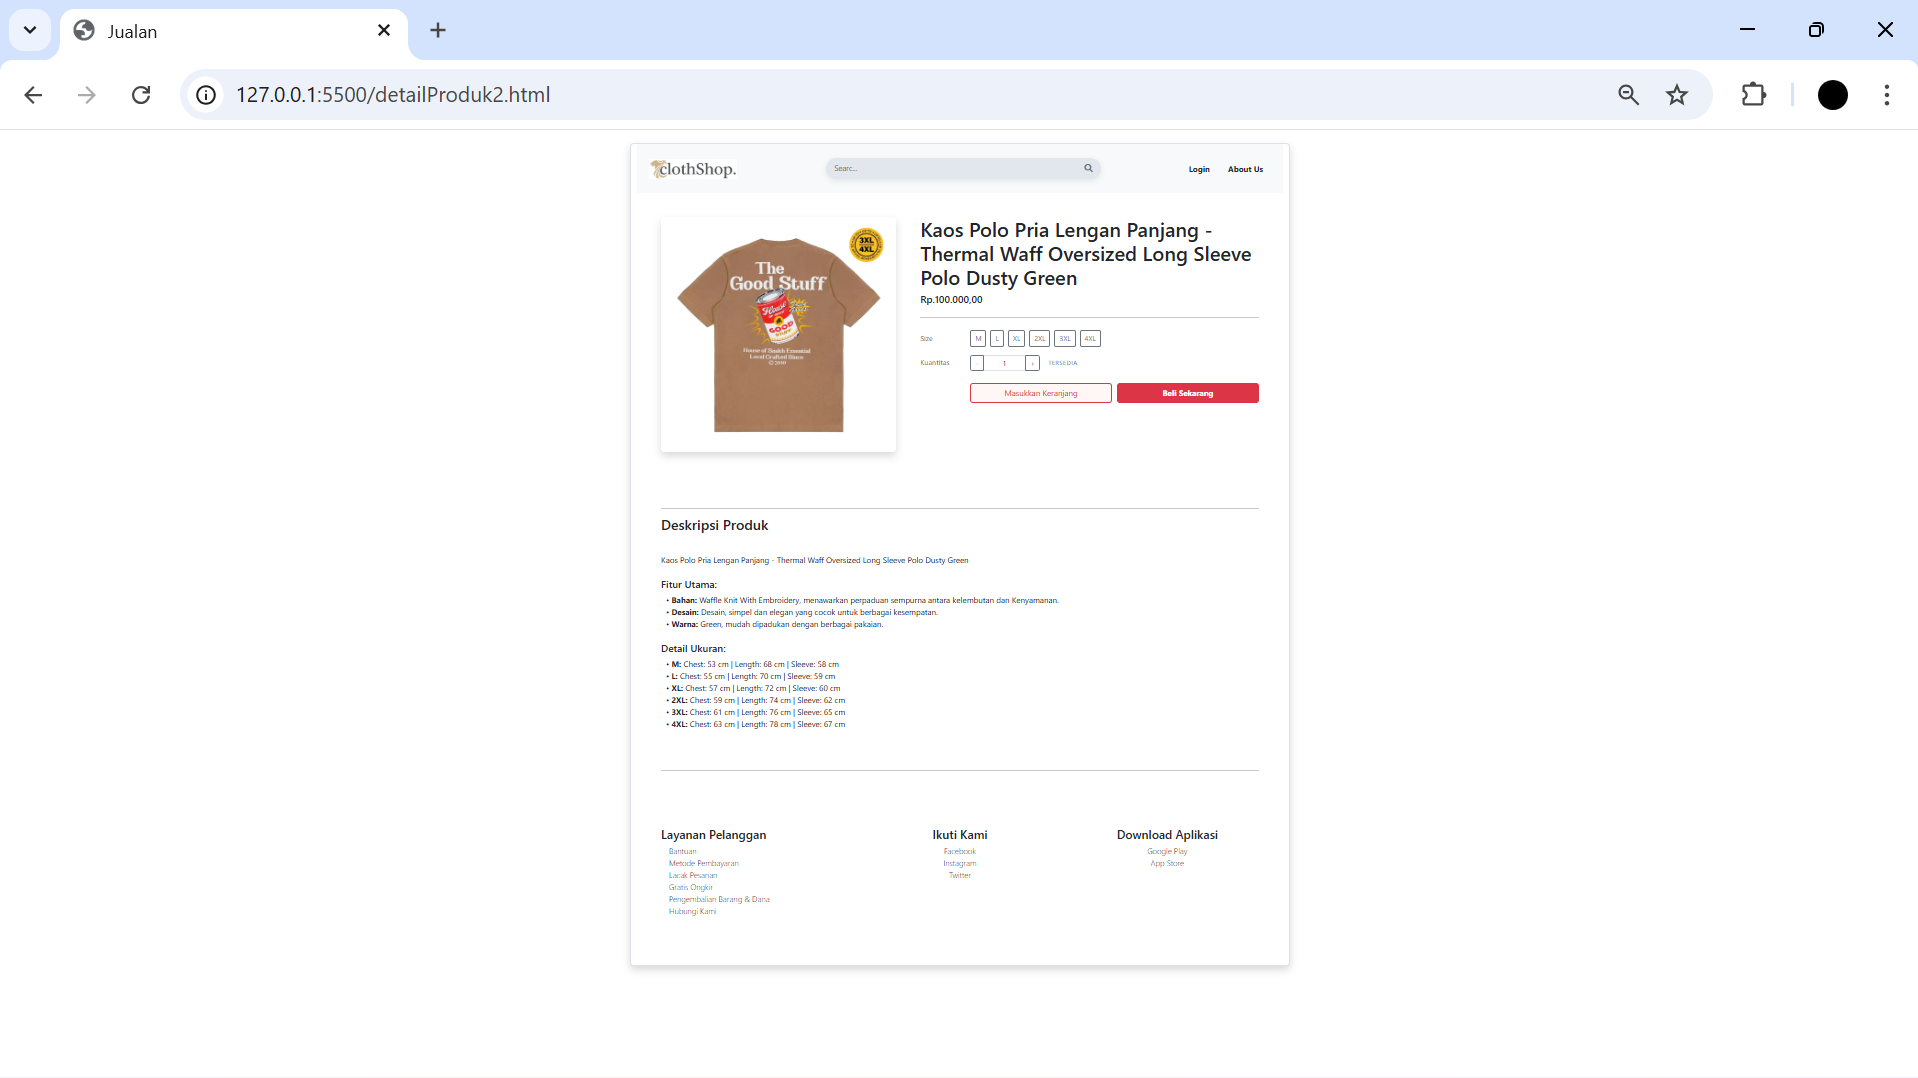 Jualan
127.0.0.1:5500/detailProduk2.html
clothShop.
Searc...
Login
About Us
3XL
4XL
The
Good Stuff
GOOD
House of Smith Essential
Local Crafted Since
Kaos Polo Pria Lengan Panjang -
Thermal Waff Oversized Long Sleeve
Polo Dusty Green
Rp.100.000,00
Size
M
L
XL
2XL
3XL
4XL
Kuantitas
-
1
+
TERSEDIA
Masukkan Keranjang
Beli Sekarang
Deskripsi Produk
Kaos Polo Pria Lengan Panjang - Thermal Waff Oversized Long Sleeve Polo Dusty Green
Fitur Utama:
• Bahan: Waffle Knit With Embroidery, menawarkan perpaduan sempurna antara kelembutan dan Kenyamanan.
• Desain: Desain, simpel dan elegan yang cocok untuk berbagai kesempatan.
• Warna: Green, mudah dipadukan dengan berbagai pakaian.
Detail Ukuran:
• M: Chest: 53 cm | Length: 68 cm | Sleeve: 58 cm
• L: Chest: 55 cm | Length: 70 cm | Sleeve: 59 cm
• XL: Chest: 57 cm | Length: 72 cm | Sleeve: 60 cm
• 2XL: Chest: 59 cm | Length: 74 cm | Sleeve: 62 cm
• 3XL: Chest: 61 cm | Length: 76 cm | Sleeve: 65 cm
• 4XL: Chest: 63 cm | Length: 78 cm | Sleeve: 67 cm
Layanan Pelanggan
Bantuan
Metode Pembayaran
Lacak Pesanan
Gratis Ongkir
Pengembalian Barang & Dana
Hubungi Kami
Ikuti Kami
Facebook
Instagram
Twitter
Download Aplikasi
Google Play
App Store